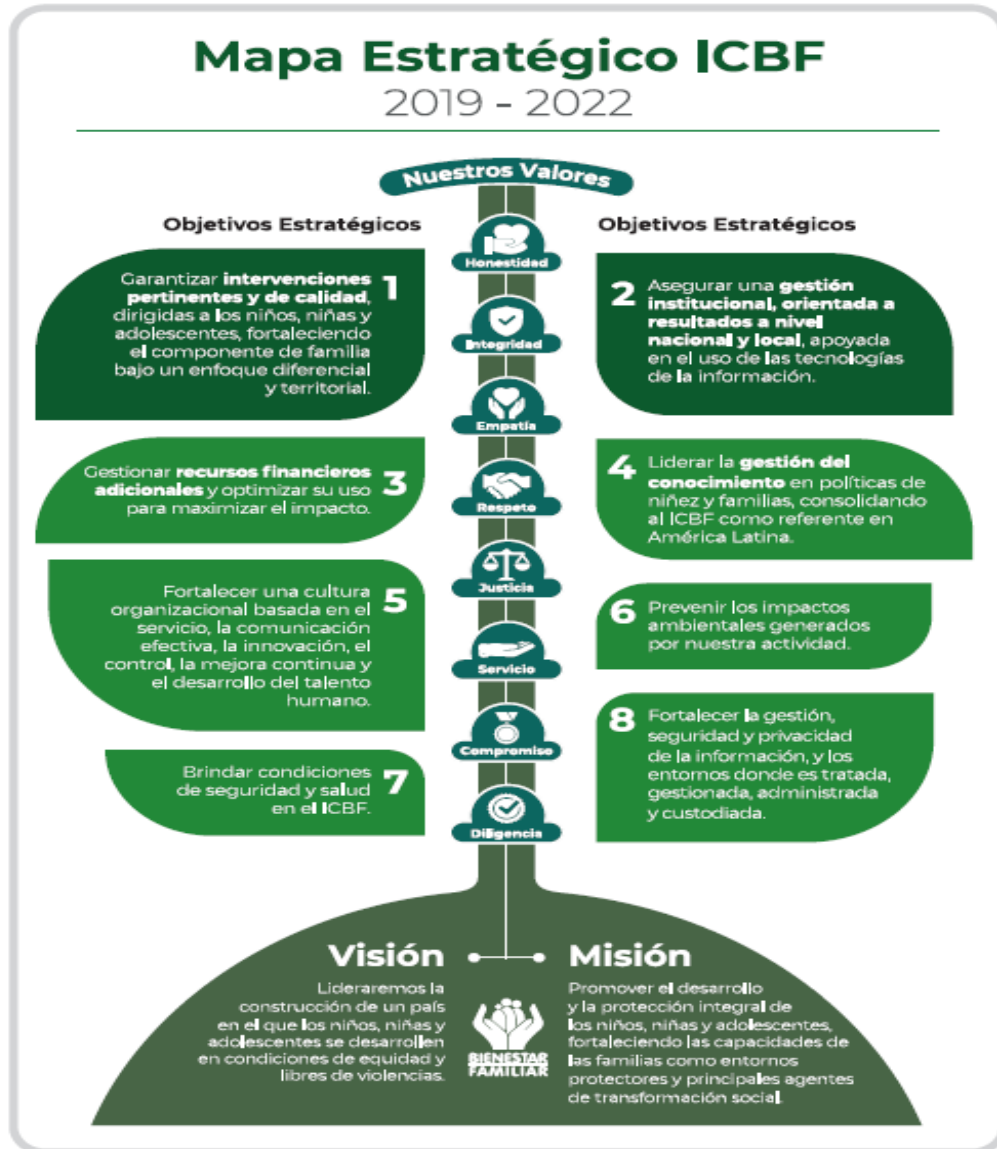 Mapa Estratégico ICBF
2019 - 2022
Nuestros Valores
Objetivos Estratégicos
Objetivos Estratégicos
Honestidad
Integridad
Empatía
Respeto
Justicia
Servicio
Compromiso
Diligencia
1
Garantizar intervenciones
pertinentes y de calidad,
dirigidas a los niños, niñas y
adolescentes, fortaleciendo
el componente de familia
bajo un enfoque diferencial
y territorial.
2
Asegurar una gestión
institucional, orientada a
resultados a nivel
nacional y local, apoyada
en el uso de las tecnologías
de la información.
3
Gestionar recursos financieros
adicionales y optimizar su uso
para maximizar el impacto.
4
Liderar la gestión del
conocimiento en políticas de
niñez y familias, consolidando
al ICBF como referente en
América Latina.
5
Fortalecer una cultura
organizacional basada en el
servicio, la comunicación
efectiva, la innovación, el
control, la mejora continua y
el desarrollo del talento
humano.
6
Prevenir los impactos
ambientales generados
por nuestra actividad.
7
Brindar condiciones
de seguridad y salud
en el ICBF.
8
Fortalecer la gestión,
seguridad y privacidad
de la información, y los
entornos donde es tratada,
gestionada, administrada
y custodiada.
Visión
Lideraremos la
construcción de un país
en el que los niños, niñas y
adolescentes se desarrollen
en condiciones de equidad y
libres de violencias.
BIENESTAR
FAMILIAR
Misión
Promover el desarrollo
y la protección integral de
los niños, niñas y adolescentes,
fortaleciendo las capacidades de
las familias como entornos
protectores y principales agentes
de transformación social.